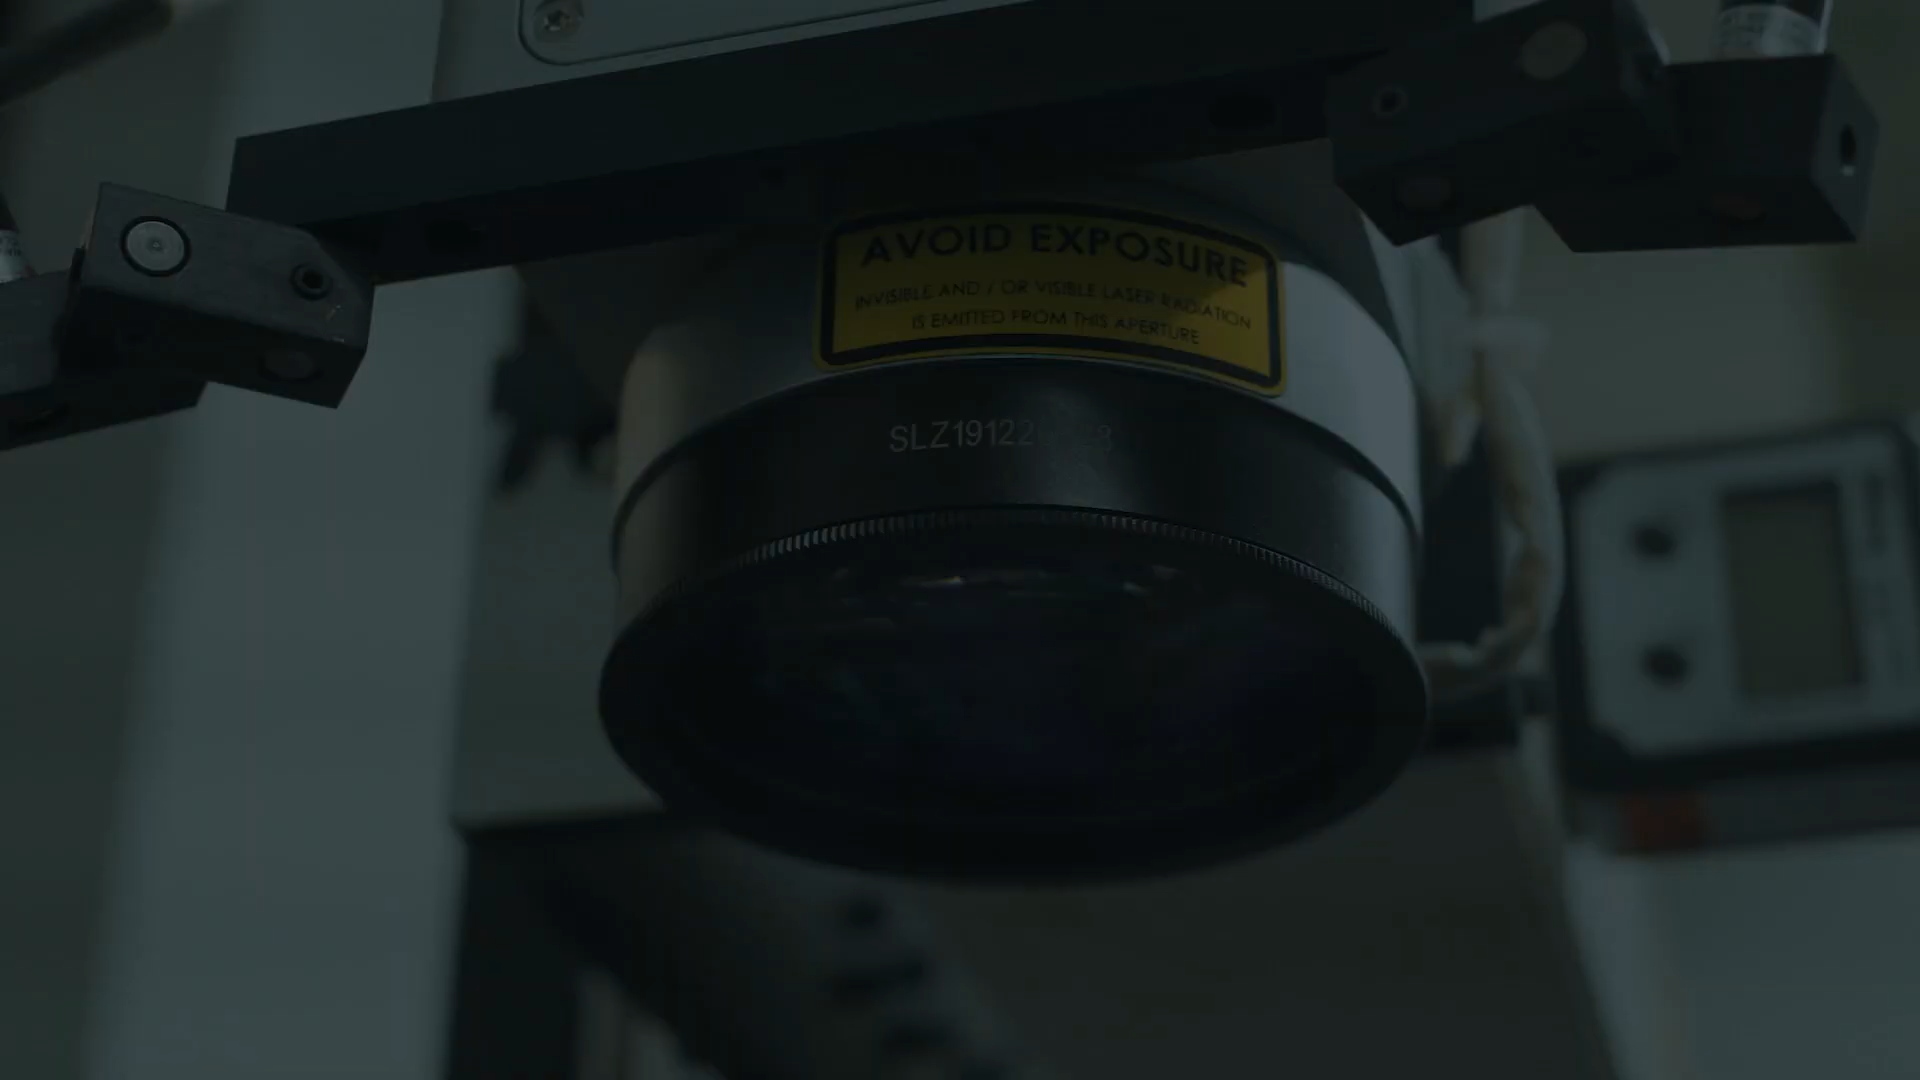 AVOID EXPOSURE
INVISIBLE AND / OR VISIBLE LASER RADIATION
IS EMITTED FROM THIS APERTURE